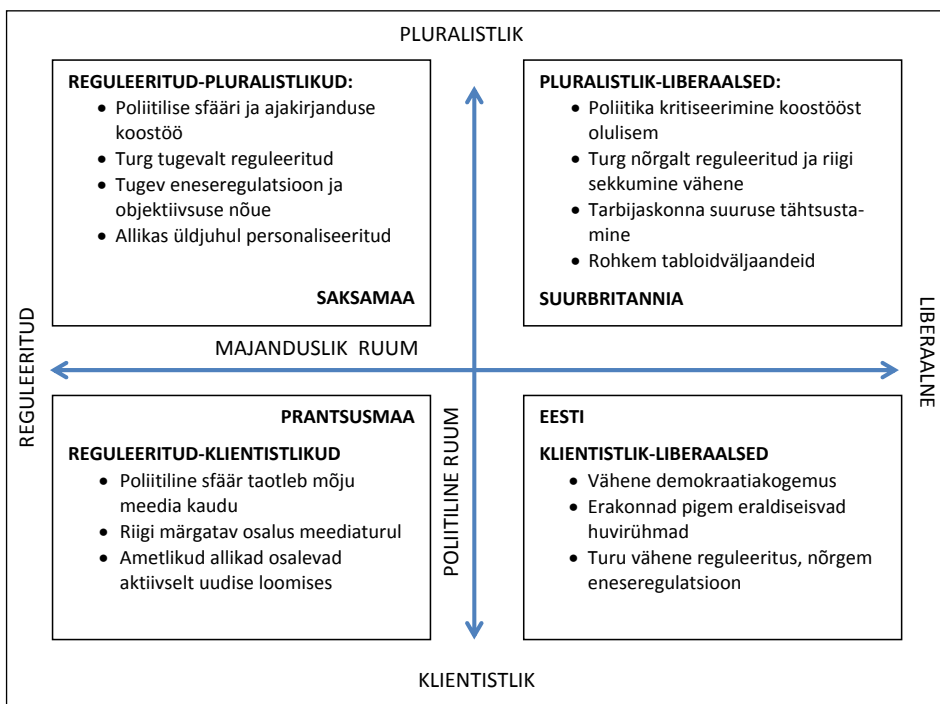 PLURALISTLIK
REGULEERITUD-PLURALISTLIKUD:
• Poliitilise sfääri ja ajakirjanduse
koostöö
• Turg tugevalt reguleeritud
• Tugev eneseregulatsioon ja
objektiivsuse nõue
• Allikas üldjuhul personaliseeritud
SAKSAMAA
PLURALISTLIK-LIBERAALSED:
• Poliitika kritiseerimine koostööst
olulisem
• Turg nõrgalt reguleeritud ja riigi
sekkumine vähene
• Tarbijaskonna suuruse tähtsusta-
mine
• Rohkem tabloidväljaandeid
SUURBRITANNIA
REGULEERITUD
MAJANDUSLIK RUUM
LIBERAALNE
PRANTSUSMAA
REGULEERITUD-KLIENTISTLIKUD
• Poliitiline sfäär taotleb mõju
meedia kaudu
• Riigi märgatav osalus meediaturul
• Ametlikud allikad osalevad
aktiivselt uudise loomises
POLIITILINE RUUM
EESTI
KLIENTISTLIK-LIBERAALSED
• Vähene demokraatiakogemus
• Erakonnad pigem eraldiseisvad
huvirühmad
• Turu vähene reguleeritus, nõrgem
eneseregulatsioon
KLIENTISTLIK